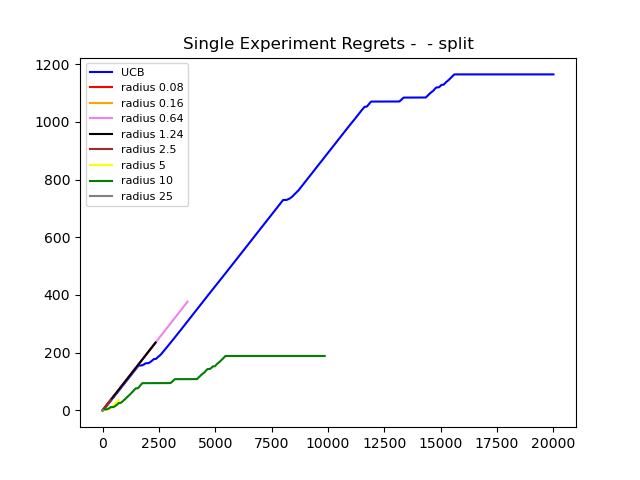 Single Experiment Regrets -  - split
1200
1000
800
600
400
200
0
UCB
radius 0.08
radius 0.16
radius 0.64
radius 1.24
radius 2.5
radius 5
radius 10
radius 25
0 2500 5000 7500 10000 12500 15000 17500 20000